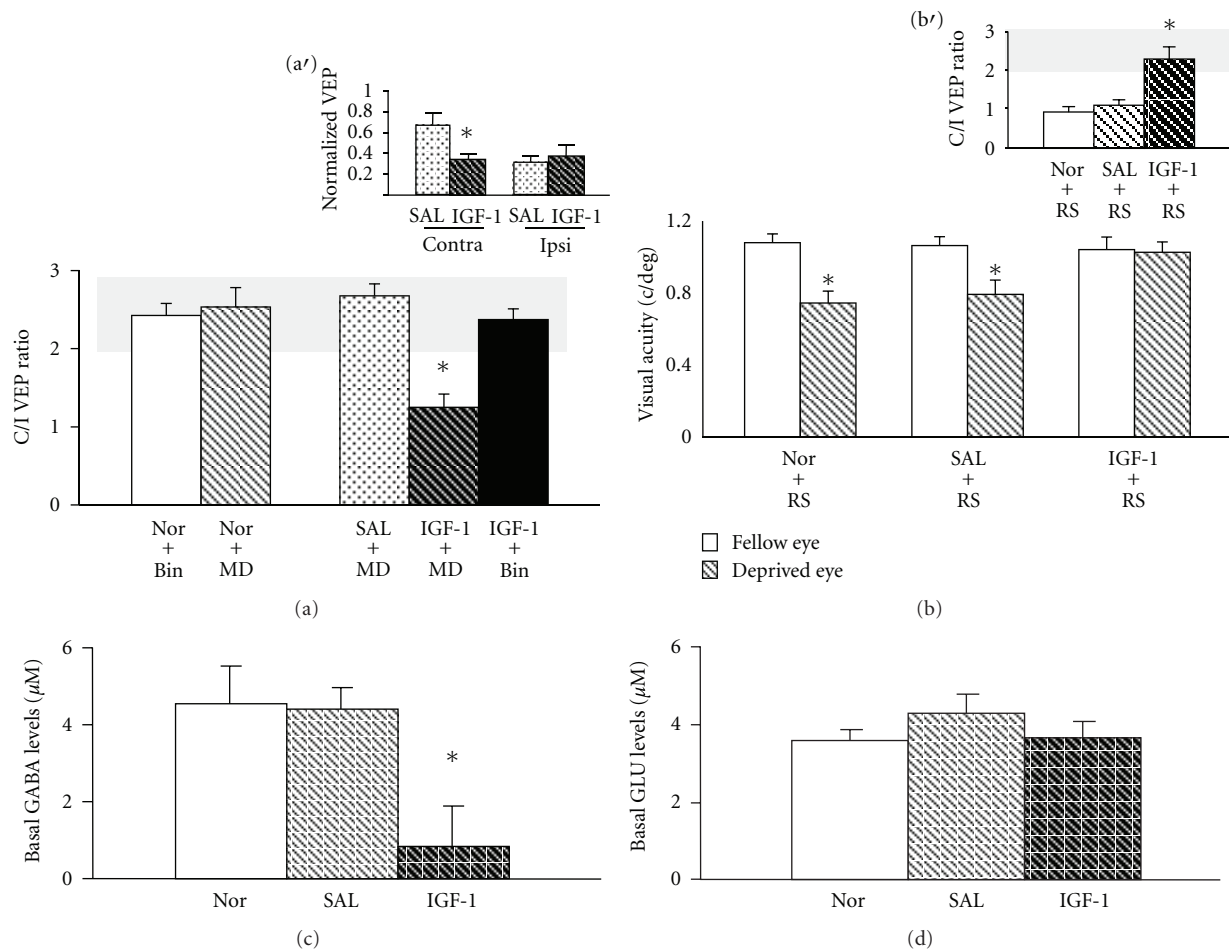 (a′)
Normalized VEP
1
0.8
0.6
0.4
0.2
*
SAL IGF-1 SAL IGF-1
Contra Ipsi
C/I VEP ratio
3
2
1
0
*
Nor + Bin
Nor + MD
SAL + MD
IGF-1 + MD
IGF-1 + Bin
(a)
(b′)
C/I VEP ratio
3
2
1
0
*
Nor + RS
SAL + RS
IGF-1 + RS
Visual acuity (c/deg)
1.2
0.8
0.4
0
*
*
Nor + RS
SAL + RS
IGF-1 + RS
Fellow eye
Deprived eye
(b)
Basal GABA levels (μM)
6
4
2
0
*
Nor SAL IGF-1
(c)
Basal GLU levels (μM)
6
4
2
0
Nor SAL IGF-1
(d)